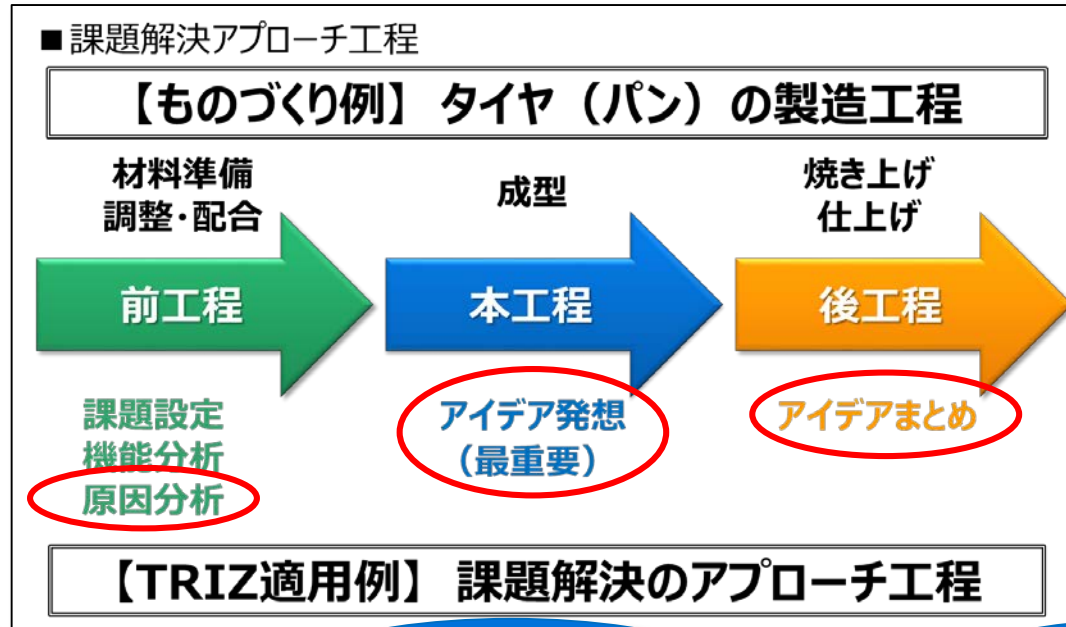 ■課題解決アプローチ工程
【ものづくり例】 タイヤ（パン）の製造工程
材料準備
調整・配合
成型
焼き上げ
仕上げ
前工程
本工程
後工程
課題設定
機能分析
原因分析
アイデア発想
（最重要）
アイデアまとめ
【TRIZ適用例】 課題解決のアプローチ工程